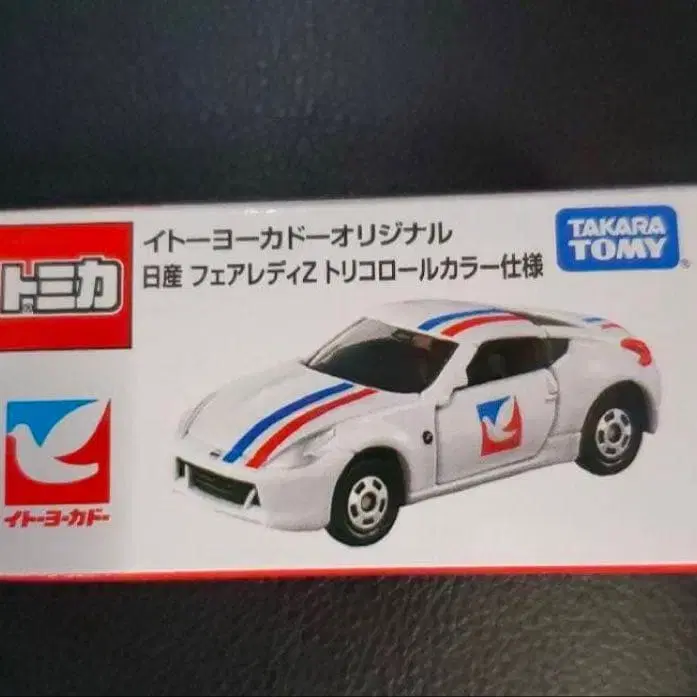 トミカ
イトーヨーカドーオリジナル
日産 フェアレディZ トリコロールカラー仕様
TAKARA
TOMY
イトーヨーカドー